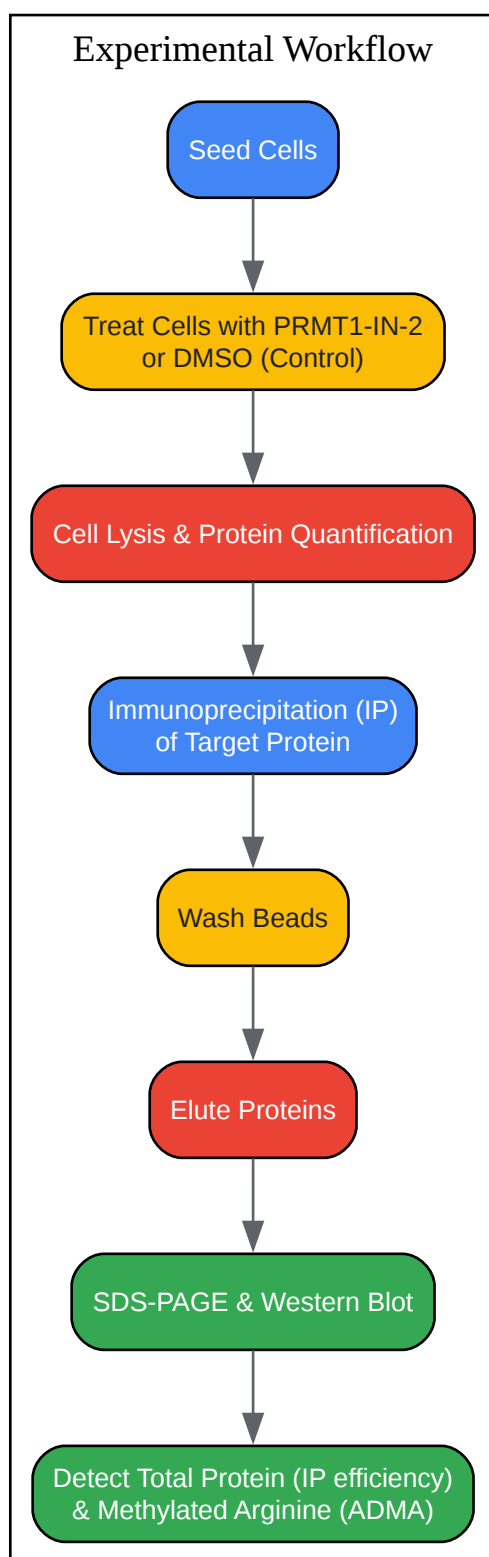 Experimental Workflow
Seed Cells
Treat Cells with PRMT1-IN-2
or DMSO (Control)
Cell Lysis & Protein Quantification
Immunoprecipitation (IP)
of Target Protein
Wash Beads
Elute Proteins
SDS-PAGE & Western Blot
Detect Total Protein (IP efficiency)
& Methylated Arginine (ADMA)